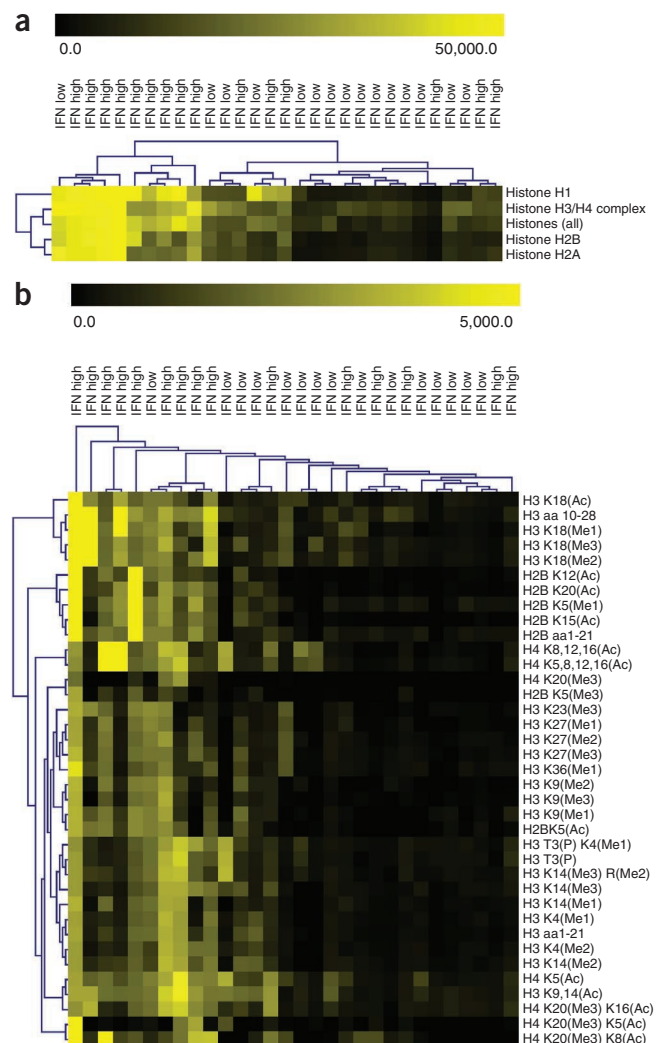 a
0.0 50,000.0
IFN low
IFN high
IFN high
IFN high
IFN high
IFN high
IFN high
IFN high
IFN high
IFN high
IFN low
IFN low
IFN high
IFN low
IFN high
IFN high
IFN low
IFN low
IFN low
IFN low
IFN low
IFN low
IFN low
IFN low
IFN low
IFN high
IFN low
IFN low
IFN high
IFN high
Histone H1
Histone H3/H4 complex
Histones (all)
Histone H2B
Histone H2A
b
0.0 5,000.0
IFN high
IFN high
IFN high
IFN high
IFN high
IFN low
IFN high
IFN high
IFN high
IFN high
IFN low
IFN low
IFN low
IFN high
IFN low
IFN low
IFN low
IFN high
IFN high
IFN low
IFN high
IFN low
IFN high
IFN low
IFN low
IFN low
IFN low
IFN low
IFN high
IFN high
H3 K18(Ac)
H3 aa 10-28
H3 K18(Me1)
H3 K18(Me3)
H3 K18(Me2)
H2B K12(Ac)
H2B K20(Ac)
H2B K5(Me1)
H2B K15(Ac)
H2B aa1-21
H4 K8,12,16(Ac)
H4 K5,8,12,16(Ac)
H4 K20(Me3)
H2B K5(Me3)
H3 K23(Me3)
H3 K27(Me1)
H3 K27(Me2)
H3 K27(Me3)
H3 K36(Me1)
H3 K9(Me2)
H3 K9(Me3)
H3 K9(Me1)
H2BK5(Ac)
H3 T3(P) K4(Me1)
H3 T3(P)
H3 K14(Me3) R(Me2)
H3 K14(Me3)
H3 K14(Me1)
H3 K4(Me1)
H3 aa1-21
H3 K4(Me2)
H3 K14(Me2)
H4 K5(Ac)
H3 K9,14(Ac)
H4 K20(Me3) K16(Ac)
H4 K20(Me3) K5(Ac)
H4 K20(Me3) K8(Ac)